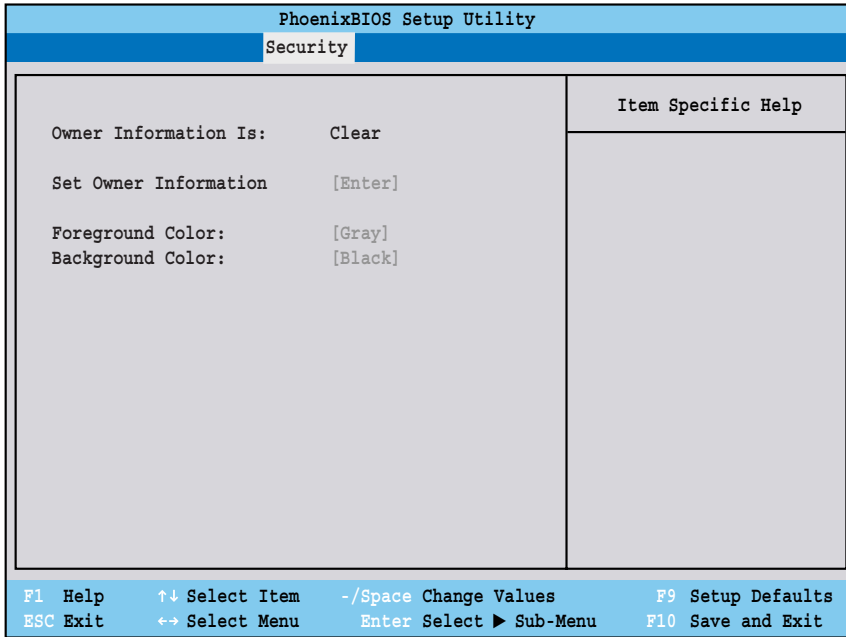 PhoenixBIOS Setup Utility
Security
Item Specific Help
Owner Information Is: Clear
Set Owner Information [Enter]
Foreground Color: [Gray]
Background Color: [Black]
F1 Help ↑↓ Select Item -/Space Change Values F9 Setup Defaults
ESC Exit ←→ Select Menu Enter Select ▶ Sub-Menu F10 Save and Exit